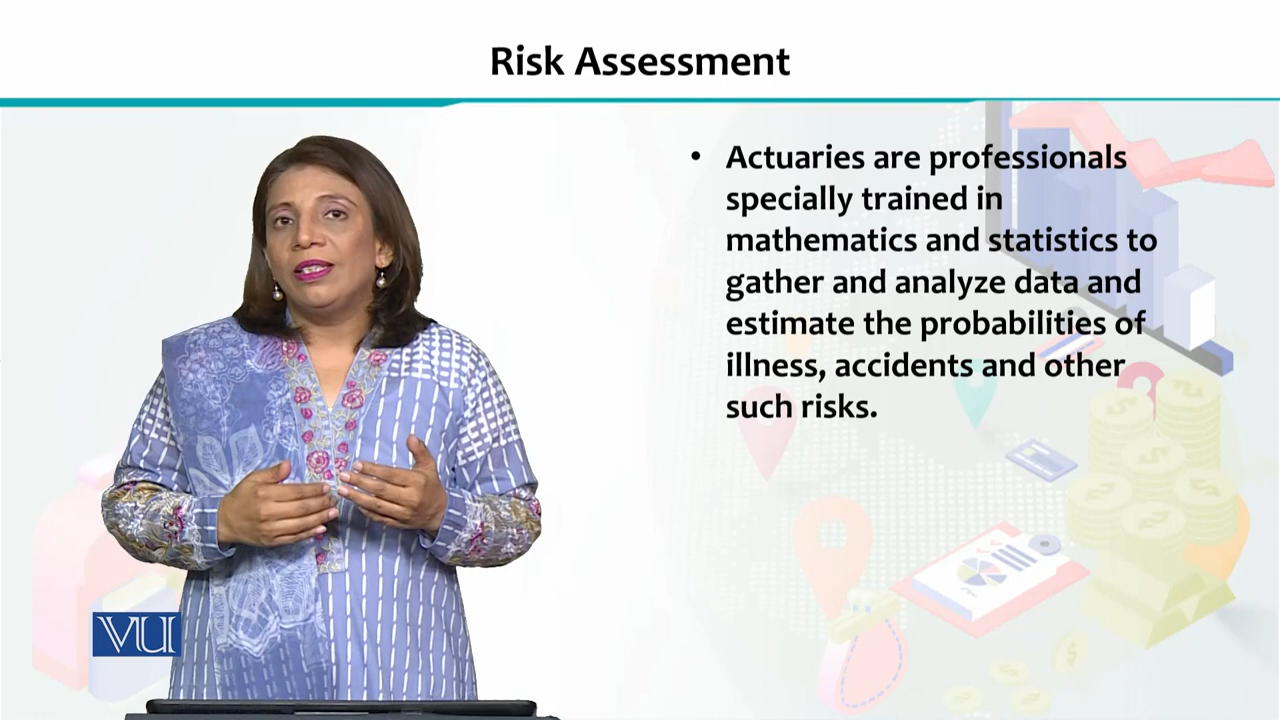 Risk Assessment
• Actuaries are professionals
specially trained in
mathematics and statistics to
gather and analyze data and
estimate the probabilities of
illness, accidents and other
such risks.
VU